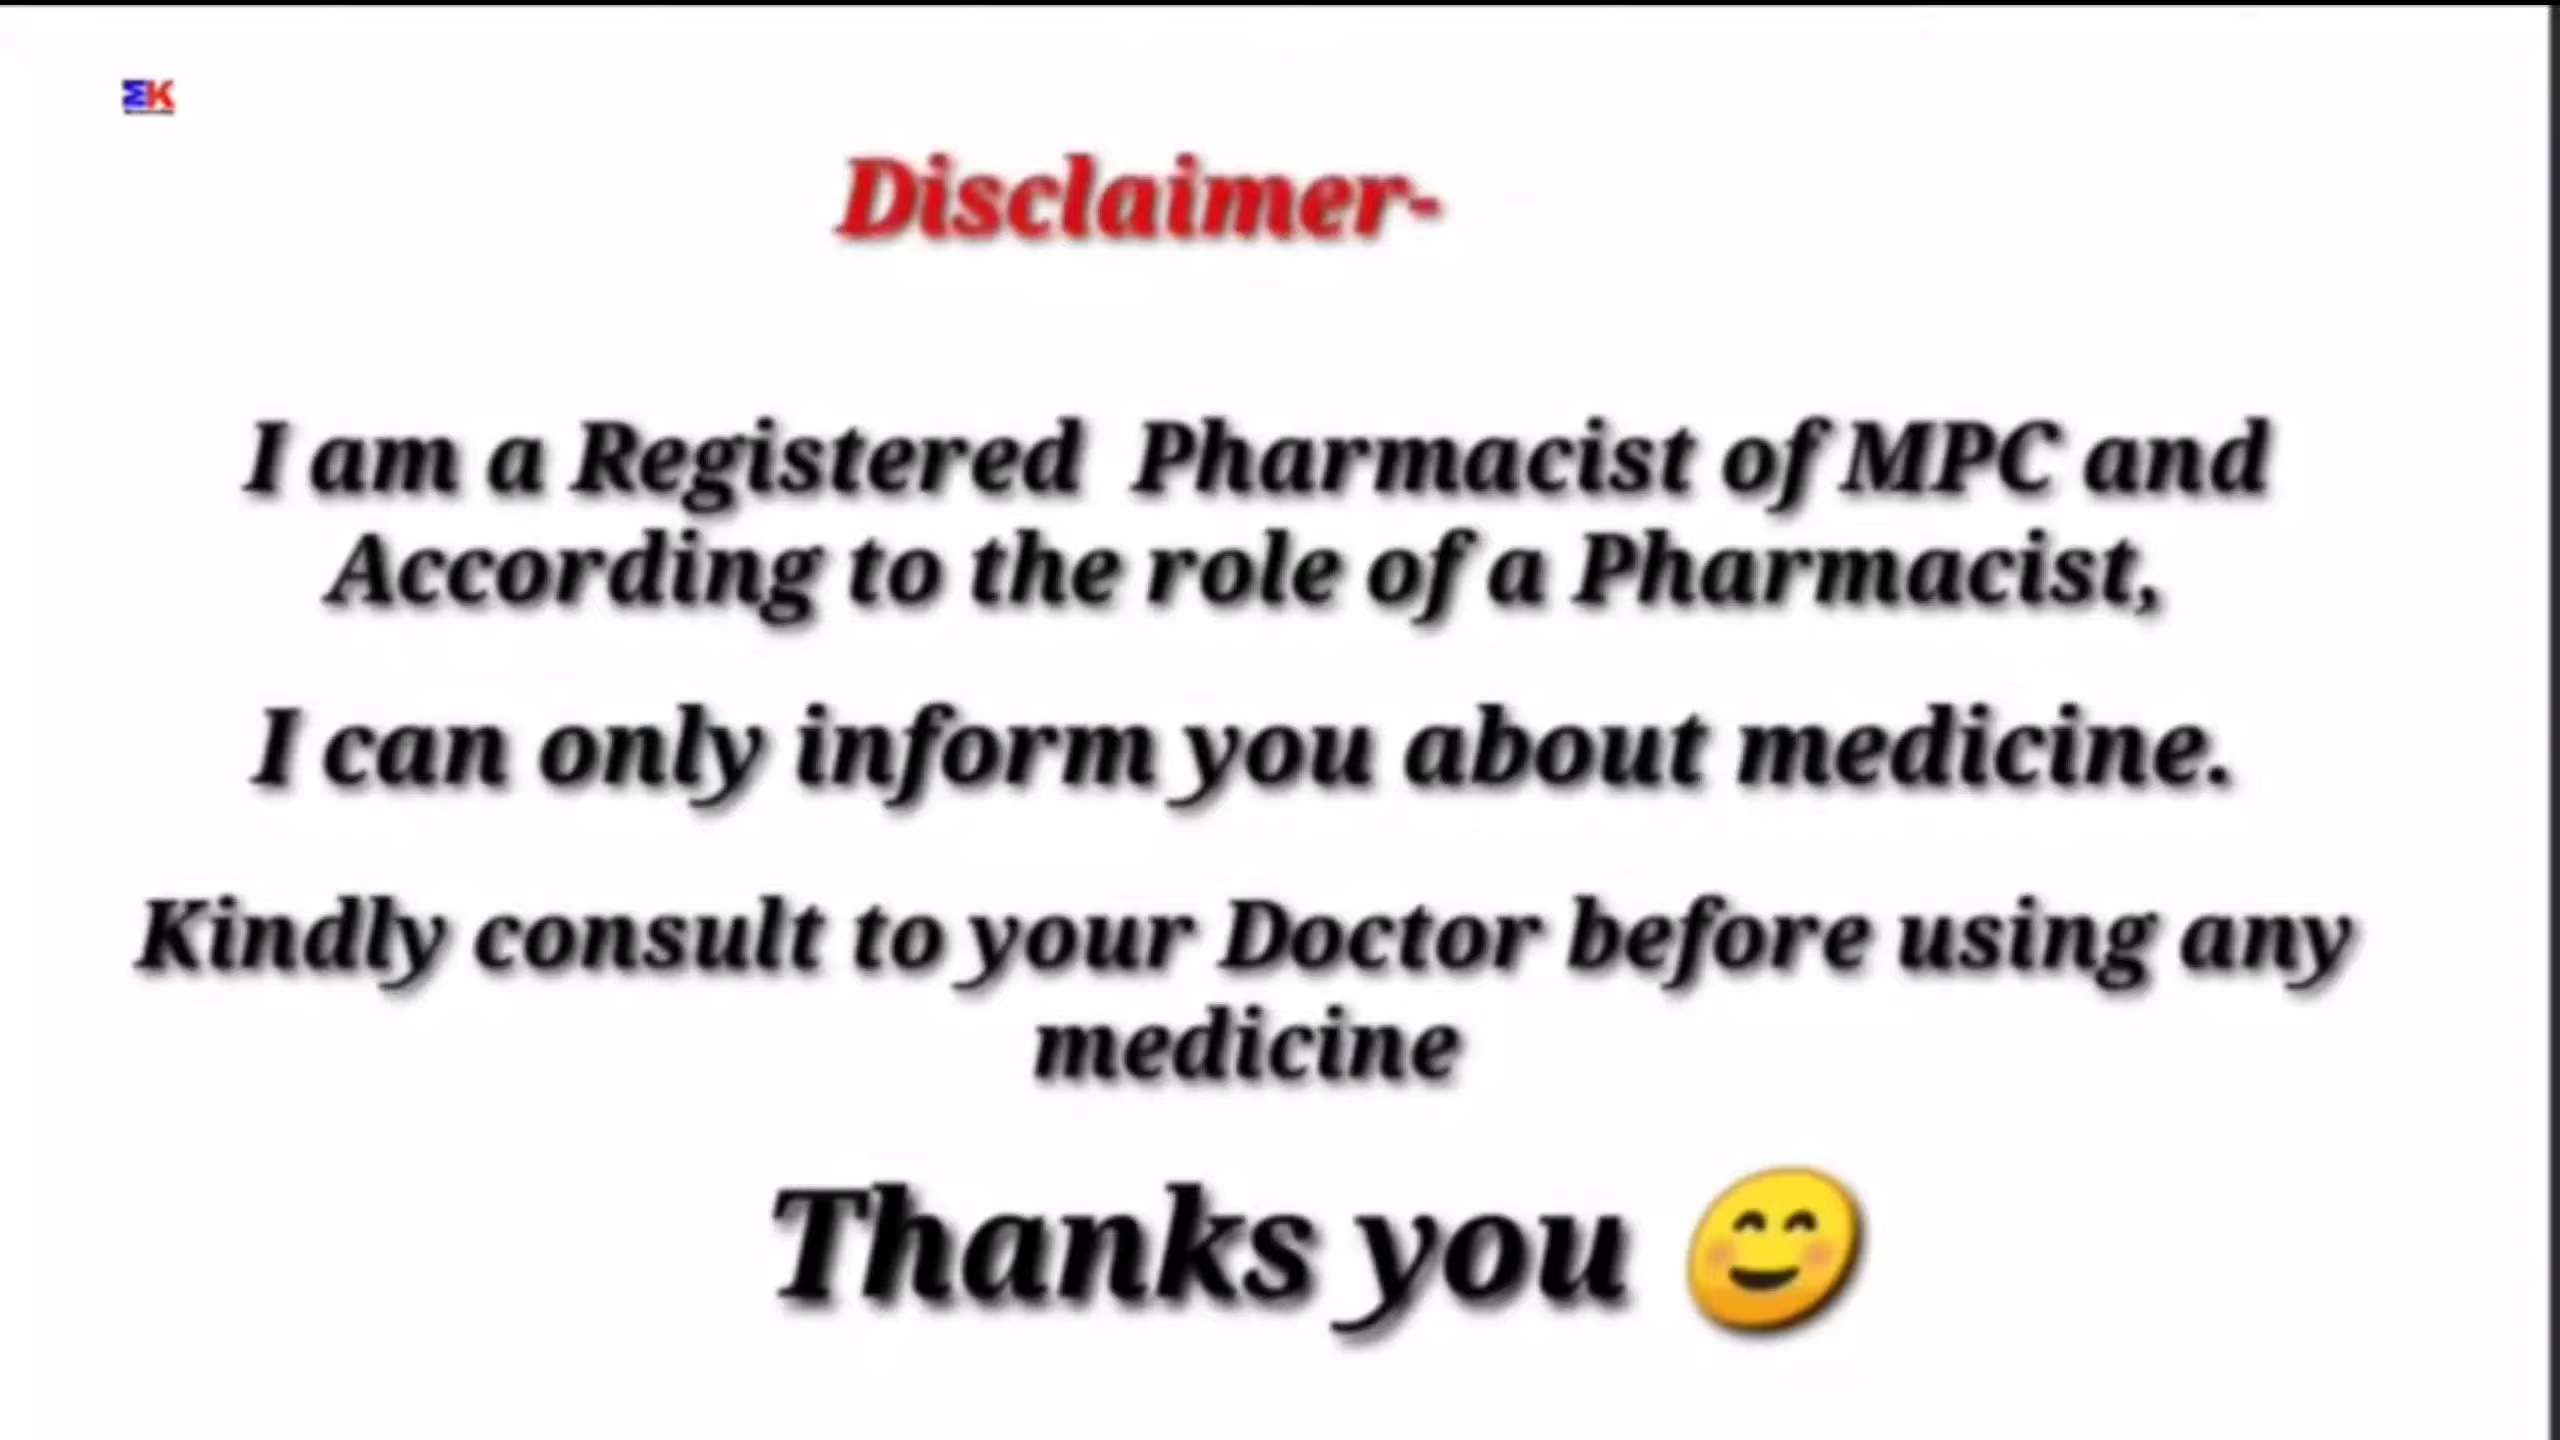 MK
Disclaimer-
I am a Registered Pharmacist of MPC and
According to the role of a Pharmacist,
I can only inform you about medicine.
Kindly consult to your Doctor before using any
medicine
Thanks you 😊